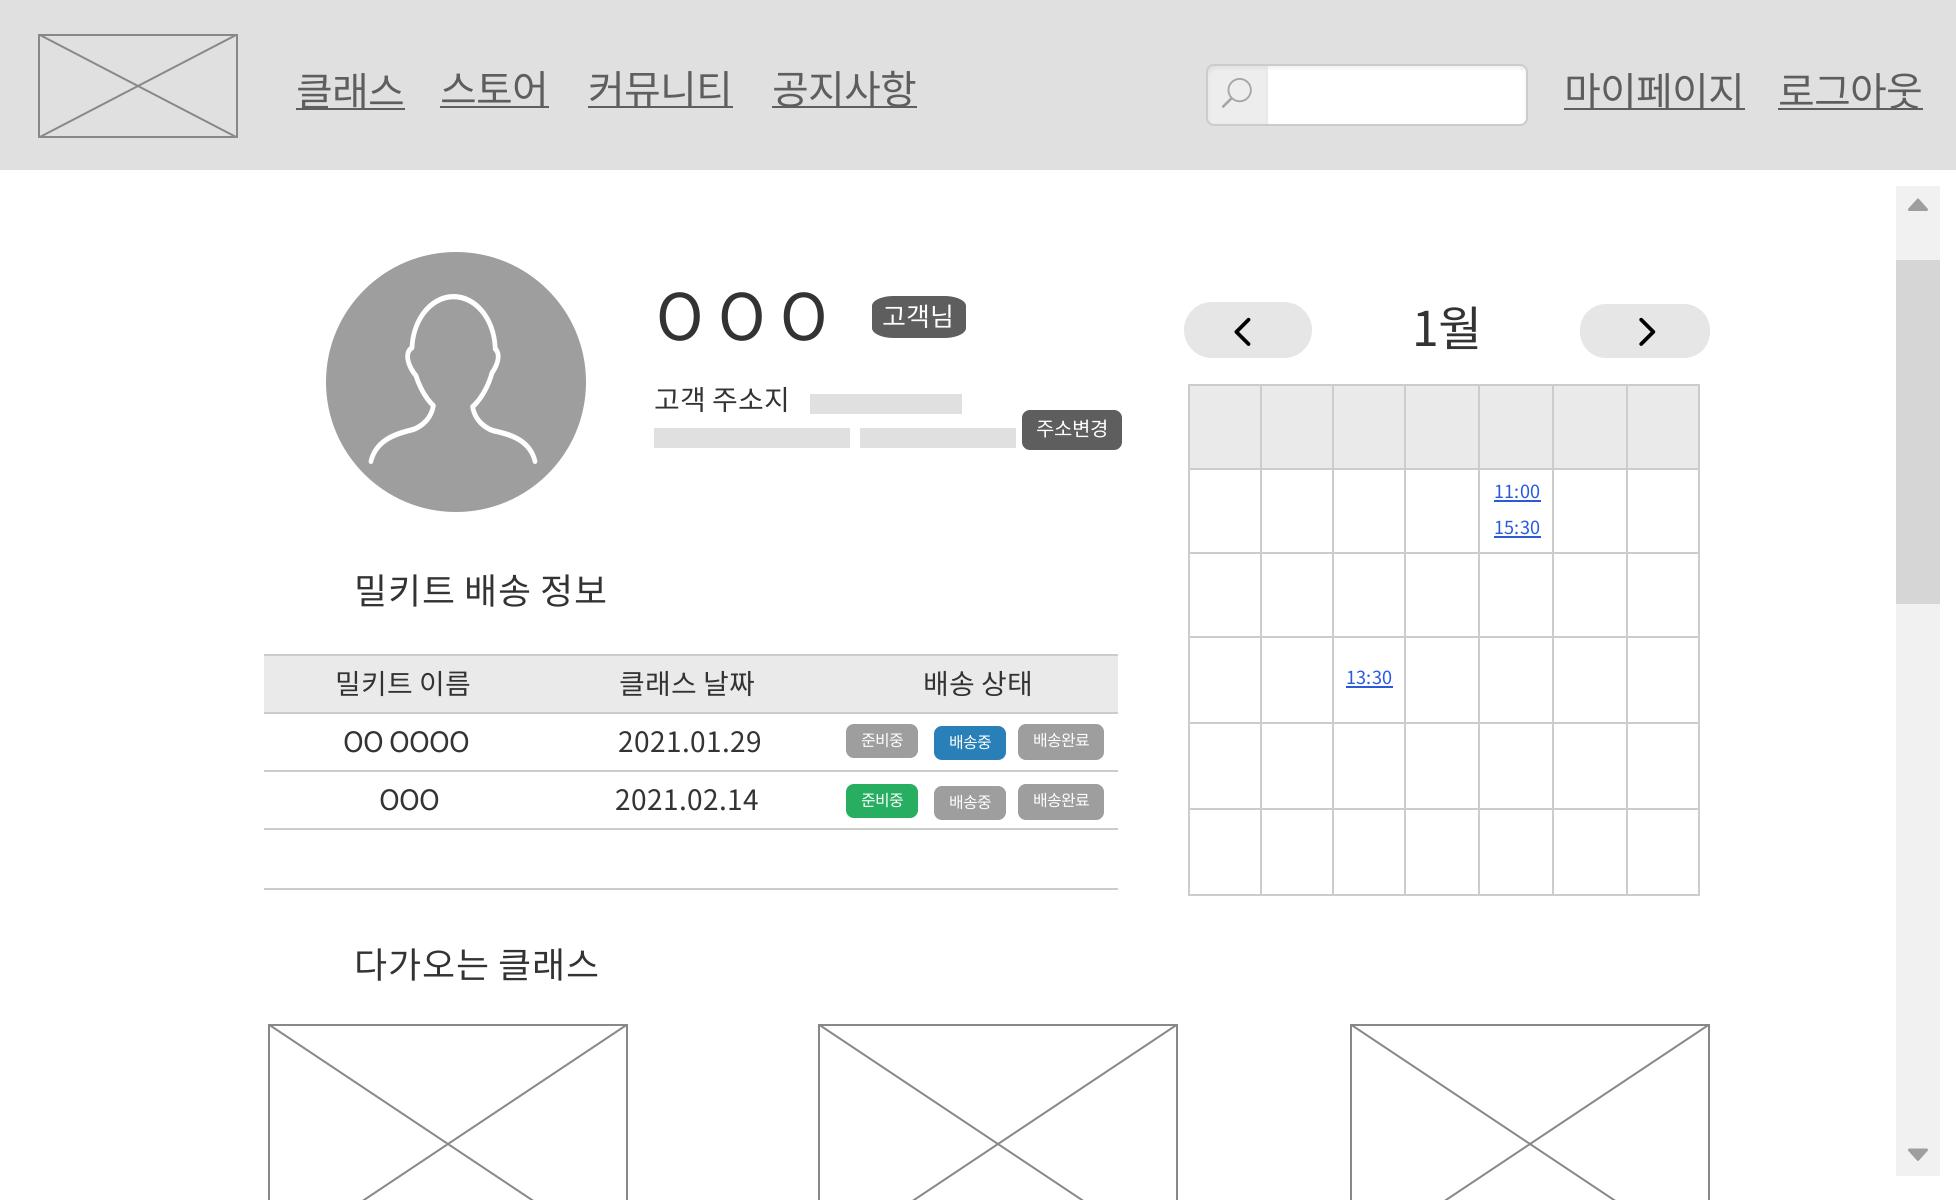 클래스 스토어 커뮤니티 공지사항 마이페이지 로그아웃
O O O 고객님
고객 주소지
주소변경
1월
11:00
15:30
13:30
밀키트 배송 정보
밀키트 이름 클래스 날짜 배송 상태
OO OOOO 2021.01.29 준비중 배송중 배송완료
OOO 2021.02.14 준비중 배송중 배송완료
다가오는 클래스